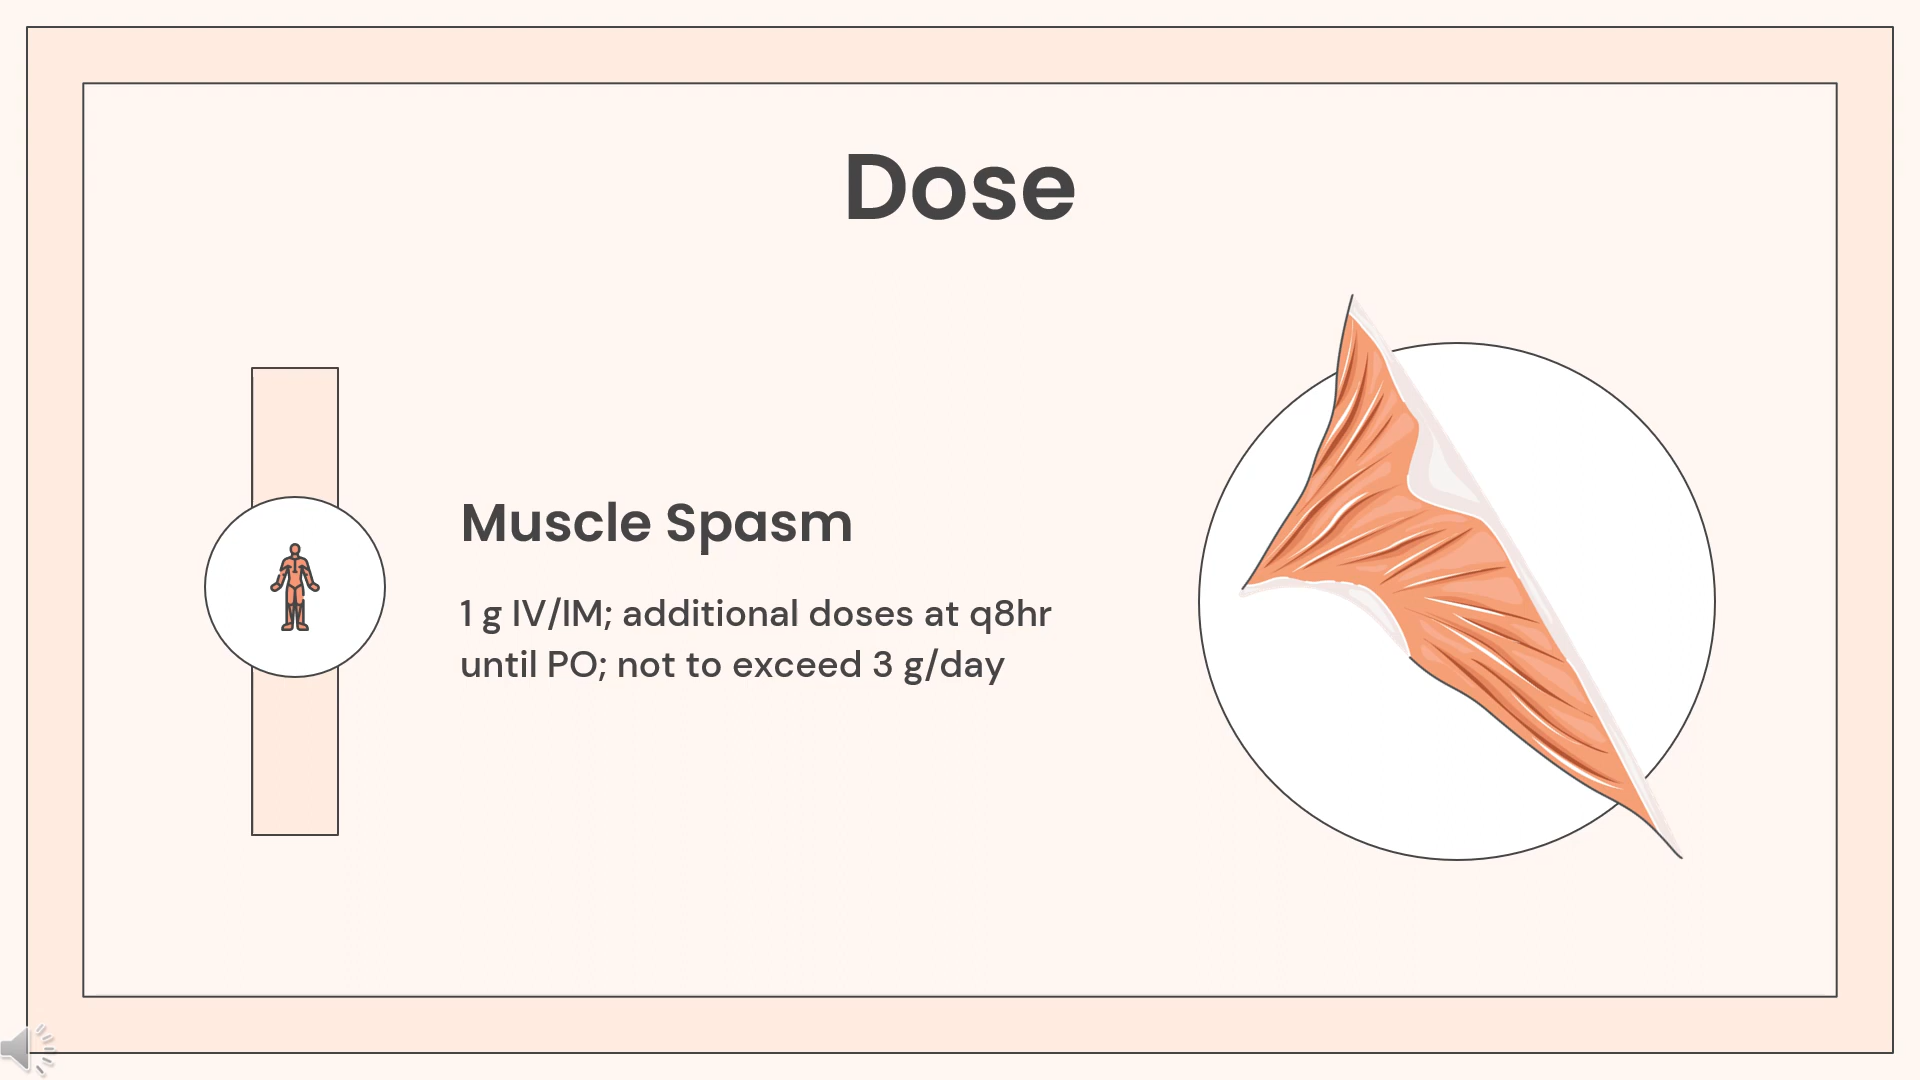 Dose
Muscle Spasm
1 g IV/IM; additional doses at q8hr
until PO; not to exceed 3 g/day